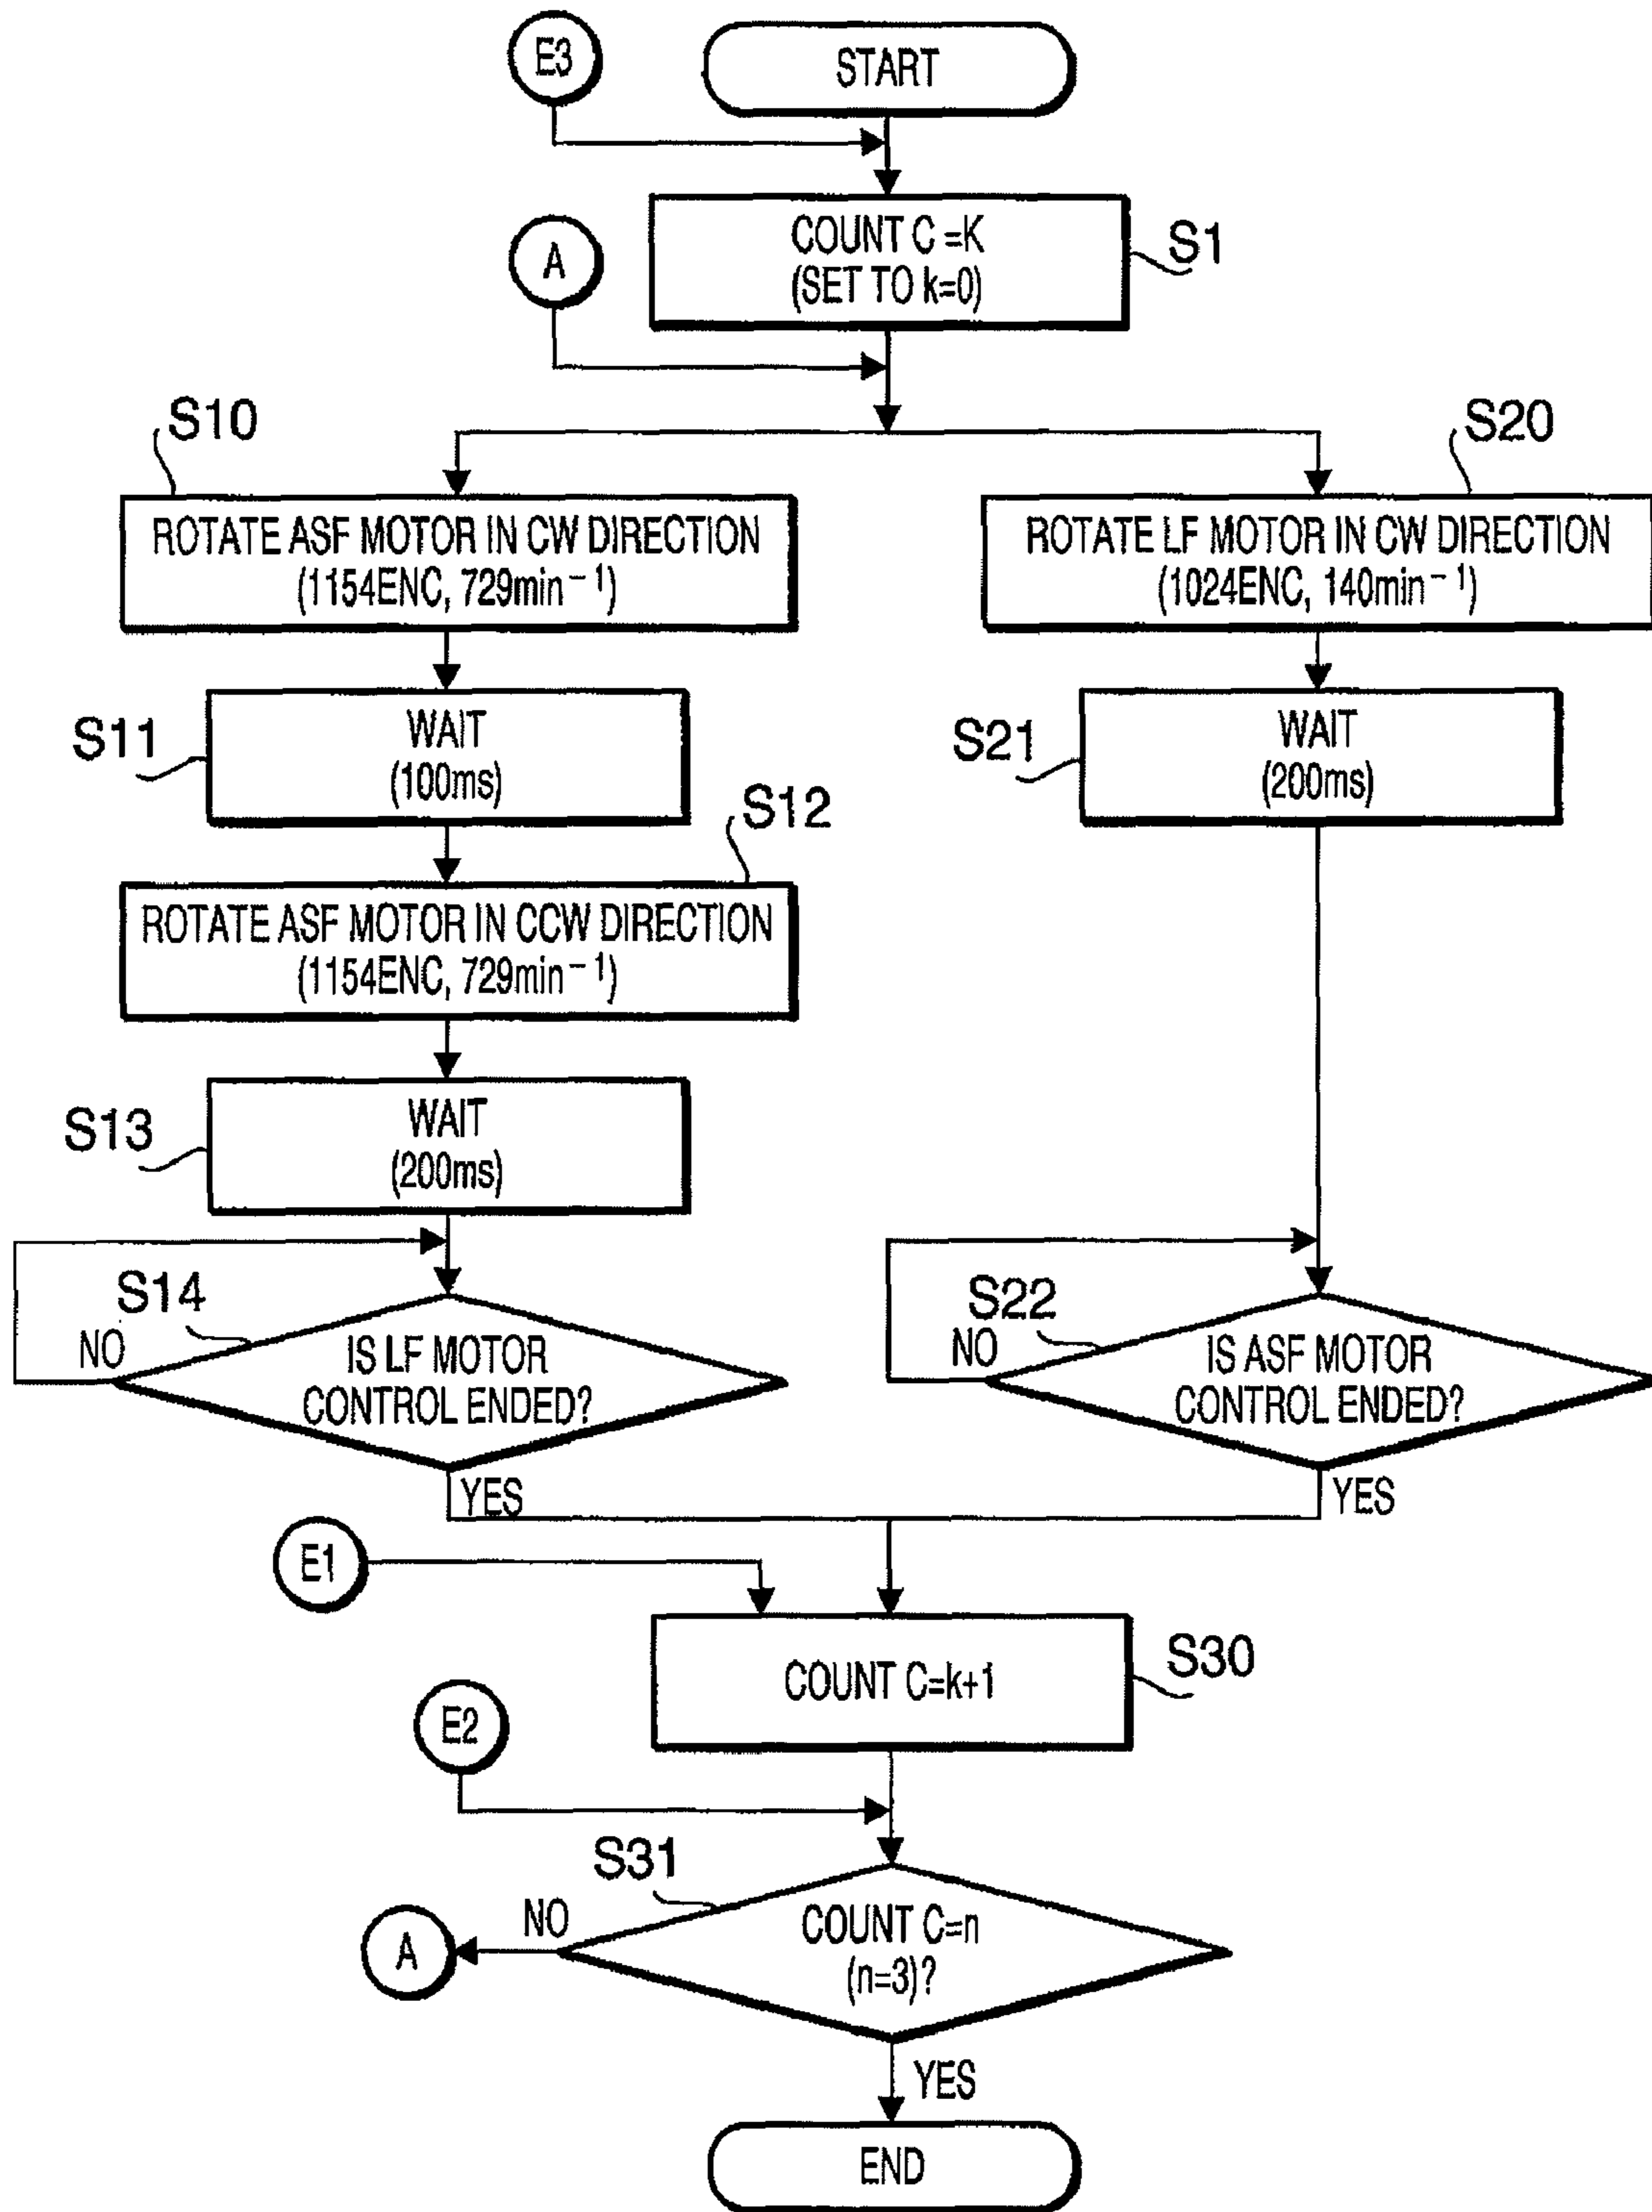 E3
START
COUNT C =K
(SET TO k=0)
S1
A
S10
S20
ROTATE ASF MOTOR IN CW DIRECTION
(1154ENC, 729min⁻¹)
ROTATE LF MOTOR IN CW DIRECTION
(1024ENC, 140min⁻¹)
S11
WAIT
(100ms)
S21
WAIT
(200ms)
S12
ROTATE ASF MOTOR IN CCW DIRECTION
(1154ENC, 729min⁻¹)
S13
WAIT
(200ms)
S14
NO
IS LF MOTOR
CONTROL ENDED?
YES
S22
NO
IS ASF MOTOR
CONTROL ENDED?
YES
E1
COUNT C=k+1
S30
E2
S31
A
NO
COUNT C=n
(n=3)?
YES
END